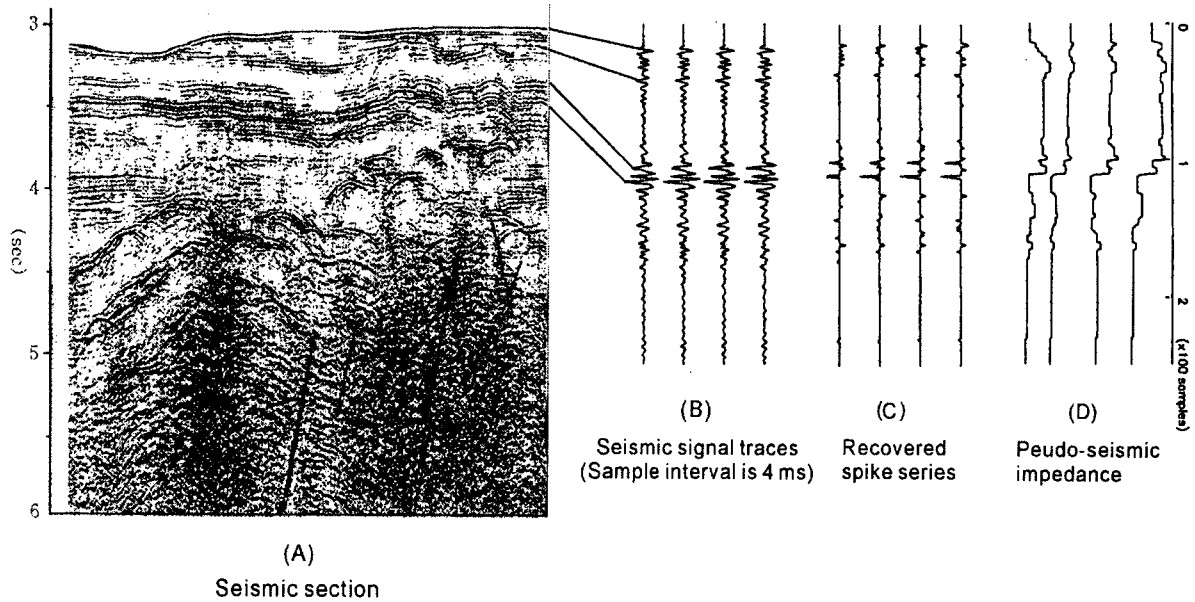 3
4
(sec)
5
6
(A)
Seismic section
(B)
Seismic signal traces
(Sample interval is 4 ms)
(C)
Recovered
spike series
(D)
Peudo-seismic
impedance
0
1
2
(x100 samples)